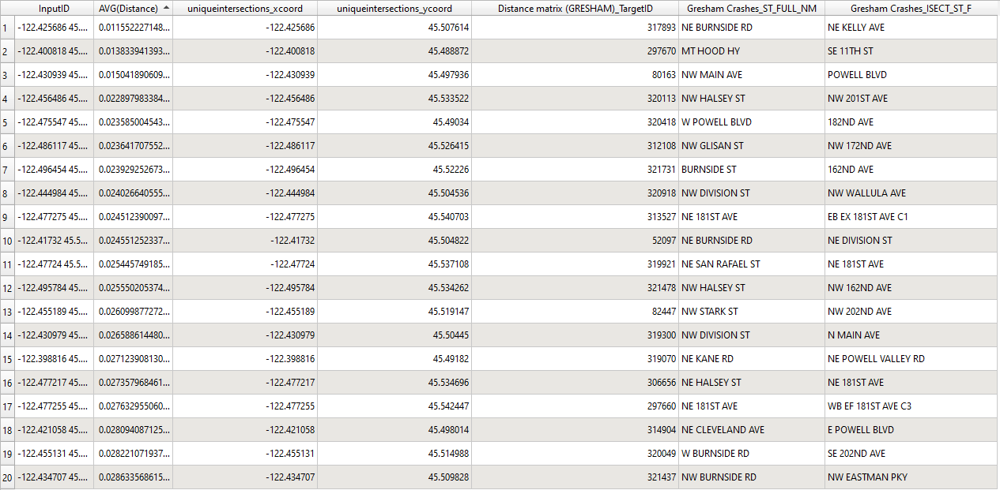 InputID AVG(Distance) uniqueintersections_xcoord uniqueintersections_ycoord Distance matrix (GRESHAM)_TargetID Gresham Crashes_ST_FULL_NM Gresham Crashes_ISECT_ST_F
1 -122.425686 45.... 0.011552227148... -122.425686 45.507614 317893 NE BURNSIDE RD NE KELLY AVE
2 -122.400818 45.... 0.013833941393... -122.400818 45.488872 297670 MT HOOD HY SE 11TH ST
3 -122.430939 45.... 0.015041890609... -122.430939 45.497936 80163 NW MAIN AVE POWELL BLVD
4 -122.456486 45.... 0.022897983384... -122.456486 45.533522 320113 NW HALSEY ST NW 201ST AVE
5 -122.475547 45.... 0.023585004543... -122.475547 45.49034 320418 W POWELL BLVD 182ND AVE
6 -122.486117 45.... 0.023641707552... -122.486117 45.526415 312108 NW GLISAN ST NW 172ND AVE
7 -122.496454 45.... 0.023929252673... -122.496454 45.52226 321731 BURNSIDE ST 162ND AVE
8 -122.444984 45.... 0.024026640555... -122.444984 45.504536 320918 NW DIVISION ST NW WALLULA AVE
9 -122.477275 45.... 0.024512390097... -122.477275 45.540703 313527 NE 181ST AVE EB EX 181ST AVE C1
10 -122.41732 45.5... 0.024551252337... -122.41732 45.504822 52097 NE BURNSIDE RD NE DIVISION ST
11 -122.47724 45.5... 0.025445749185... -122.47724 45.537108 319921 NE SAN RAFAEL ST NE 181ST AVE
12 -122.495784 45.... 0.025550205374... -122.495784 45.534262 321478 NW HALSEY ST NW 162ND AVE
13 -122.455189 45.... 0.026099877272... -122.455189 45.519147 82447 NW STARK ST NW 202ND AVE
14 -122.430979 45.... 0.026588614480... -122.430979 45.50445 319300 NW DIVISION ST N MAIN AVE
15 -122.398816 45.... 0.027123908130... -122.398816 45.49182 319070 NE KANE RD NE POWELL VALLEY RD
16 -122.477217 45.... 0.027357968461... -122.477217 45.534696 306656 NE HALSEY ST NE 181ST AVE
17 -122.477255 45.... 0.027632955060... -122.477255 45.542447 297660 NE 181ST AVE WB EF 181ST AVE C3
18 -122.421058 45.... 0.028094087125... -122.421058 45.498014 314904 NE CLEVELAND AVE E POWELL BLVD
19 -122.455131 45.... 0.028221071937... -122.455131 45.514988 320049 W BURNSIDE RD SE 202ND AVE
20 -122.434707 45.... 0.028633568615... -122.434707 45.509828 321437 NW BURNSIDE RD NW EASTMAN PKY